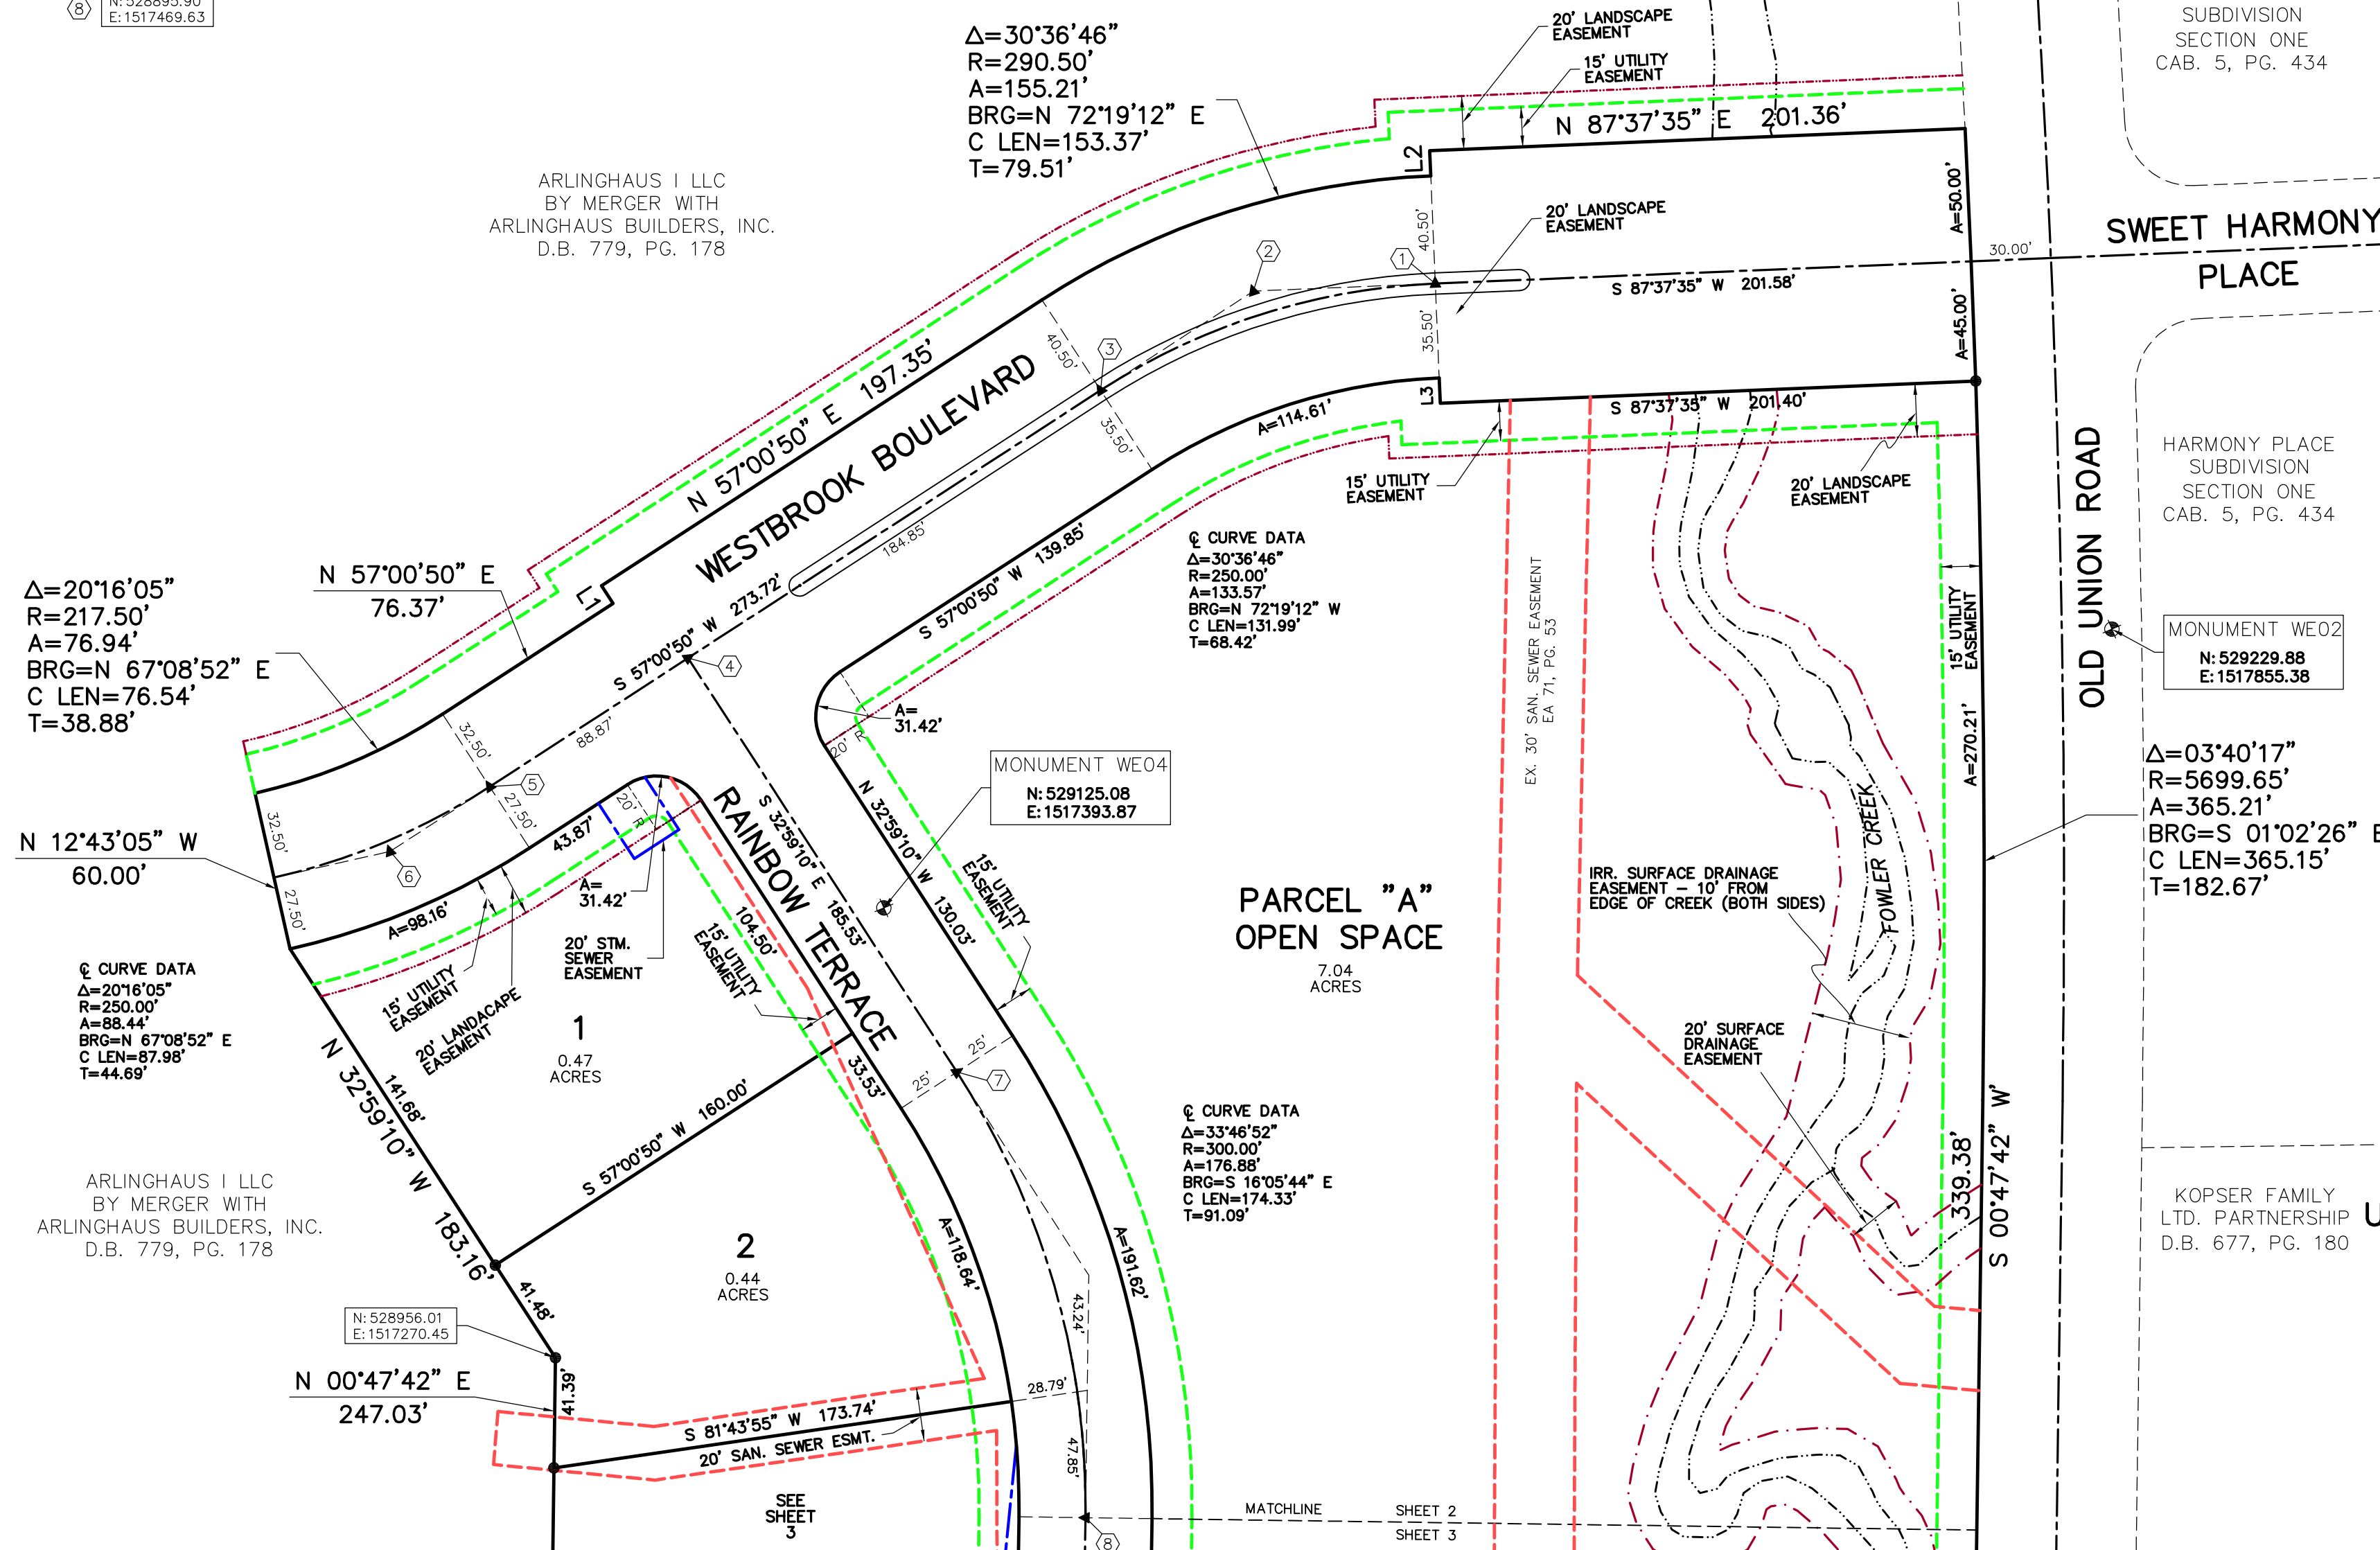 8
N: 528895.90
E: 1517469.63
Δ=30°36'46"
R=290.50'
A=155.21'
BRG=N 72°19'12" E
C LEN=153.37'
T=79.51'
20' LANDSCAPE
EASEMENT
15' UTILITY
EASEMENT
SUBDIVISION
SECTION ONE
CAB. 5, PG. 434
N 87°37'35" E 201.36'
ARLINGHAUS I LLC
BY MERGER WITH
ARLINGHAUS BUILDERS, INC.
D.B. 779, PG. 178
L2
40.50'
20' LANDSCAPE
EASEMENT
A=50.00'
SWEET HARMONY
PLACE
30.00'
2
1
S 87°37'35" W 201.58'
A=45.00'
35.50'
3
40.50'
35.50'
N 57°00'50" E 197.35'
WESTBROOK BOULEVARD
L3
A=114.61'
S 87°37'35" W 201.40'
15' UTILITY
EASEMENT
20' LANDSCAPE
EASEMENT
HARMONY PLACE
SUBDIVISION
SECTION ONE
CAB. 5, PG. 434
OLD UNION ROAD
184.85'
S 57°00'50" W 139.85'
℄ CURVE DATA
Δ=30°36'46"
R=250.00'
A=133.57'
BRG=N 72°19'12" W
C LEN=131.99'
T=68.42'
EX. 30' SAN. SEWER EASEMENT
EA 71, PG. 53
15' UTILITY
EASEMENT
MONUMENT WE02
N: 529229.88
E: 1517855.38
Δ=20°16'05"
R=217.50'
A=76.94'
BRG=N 67°08'52" E
C LEN=76.54'
T=38.88'
N 57°00'50" E
76.37'
L1
S 57°00'50" W 273.72'
4
A=
31.42'
20' R
32.50'
88.87'
5
27.50'
MONUMENT WE04
N: 529125.08
E: 1517393.87
A=270.21'
Δ=03°40'17"
R=5699.65'
A=365.21'
BRG=S 01°02'26" E
C LEN=365.15'
T=182.67'
N 12°43'05" W
60.00'
32.50'
27.50'
6
43.87'
20' R
A=
31.42'
A=98.16'
RAINBOW TERRACE
S 32°59'10" E 185.53'
N 32°59'10" W 130.03'
15' UTILITY
EASEMENT
PARCEL "A"
OPEN SPACE
7.04
ACRES
IRR. SURFACE DRAINAGE
EASEMENT – 10' FROM
EDGE OF CREEK (BOTH SIDES)
FOWLER CREEK
20' STM.
SEWER
EASEMENT
104.50'
15' UTILITY
EASEMENT
15' UTILITY
EASEMENT
20' LANDACAPE
EASEMENT
℄ CURVE DATA
Δ=20°16'05"
R=250.00'
A=88.44'
BRG=N 67°08'52" E
C LEN=87.98'
T=44.69'
1
0.47
ACRES
N 32°59'10" W 183.16'
141.68'
33.53'
25'
25'
7
20' SURFACE
DRAINAGE
EASEMENT
S 57°00'50" W 160.00'
℄ CURVE DATA
Δ=33°46'52"
R=300.00'
A=176.88'
BRG=S 16°05'44" E
C LEN=174.33'
T=91.09'
339.38'
S 00°47'42" W
ARLINGHAUS I LLC
BY MERGER WITH
ARLINGHAUS BUILDERS, INC.
D.B. 779, PG. 178
KOPSER FAMILY
LTD. PARTNERSHIP
D.B. 677, PG. 180
U
2
0.44
ACRES
A=118.64'
A=191.62'
41.48'
43.24'
N: 528956.01
E: 1517270.45
N 00°47'42" E
247.03'
41.39'
28.79'
S 81°43'55" W 173.74'
20' SAN. SEWER ESMT.
47.85'
SEE
SHEET
3
MATCHLINE
SHEET 2
SHEET 3
8